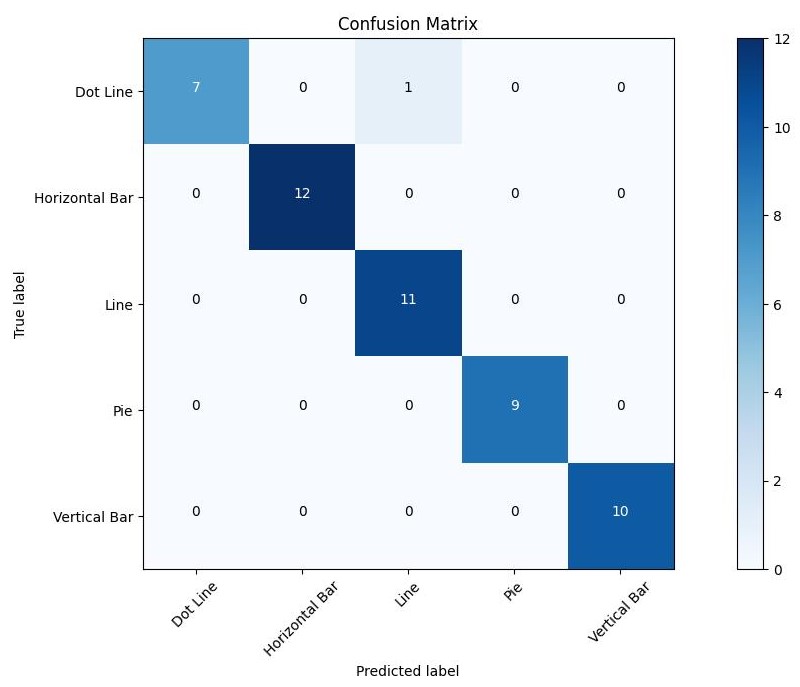 Confusion Matrix
Dot Line 7 0 1 0 0
Horizontal Bar 0 12 0 0 0
Line 0 0 11 0 0
Pie 0 0 0 9 0
Vertical Bar 0 0 0 0 10
Dot Line Horizontal Bar Line Pie Vertical Bar
Predicted label
True label
12
10
8
6
4
2
0